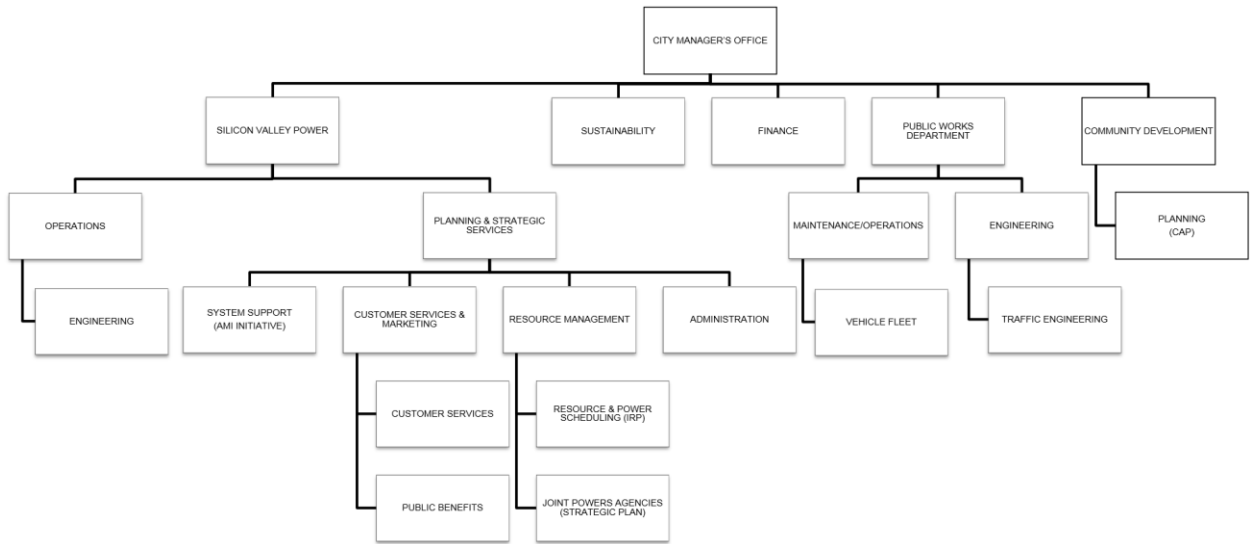 CITY MANAGER'S OFFICE
SILICON VALLEY POWER
SUSTAINABILITY
FINANCE
PUBLIC WORKS
DEPARTMENT
COMMUNITY DEVELOPMENT
OPERATIONS
PLANNING & STRATEGIC
SERVICES
MAINTENANCE/OPERATIONS
ENGINEERING
PLANNING
(CAP)
ENGINEERING
SYSTEM SUPPORT
(AMI INITIATIVE)
CUSTOMER SERVICES &
MARKETING
RESOURCE MANAGEMENT
ADMINISTRATION
VEHICLE FLEET
TRAFFIC ENGINEERING
CUSTOMER SERVICES
RESOURCE & POWER
SCHEDULING (IRP)
PUBLIC BENEFITS
JOINT POWERS AGENCIES
(STRATEGIC PLAN)